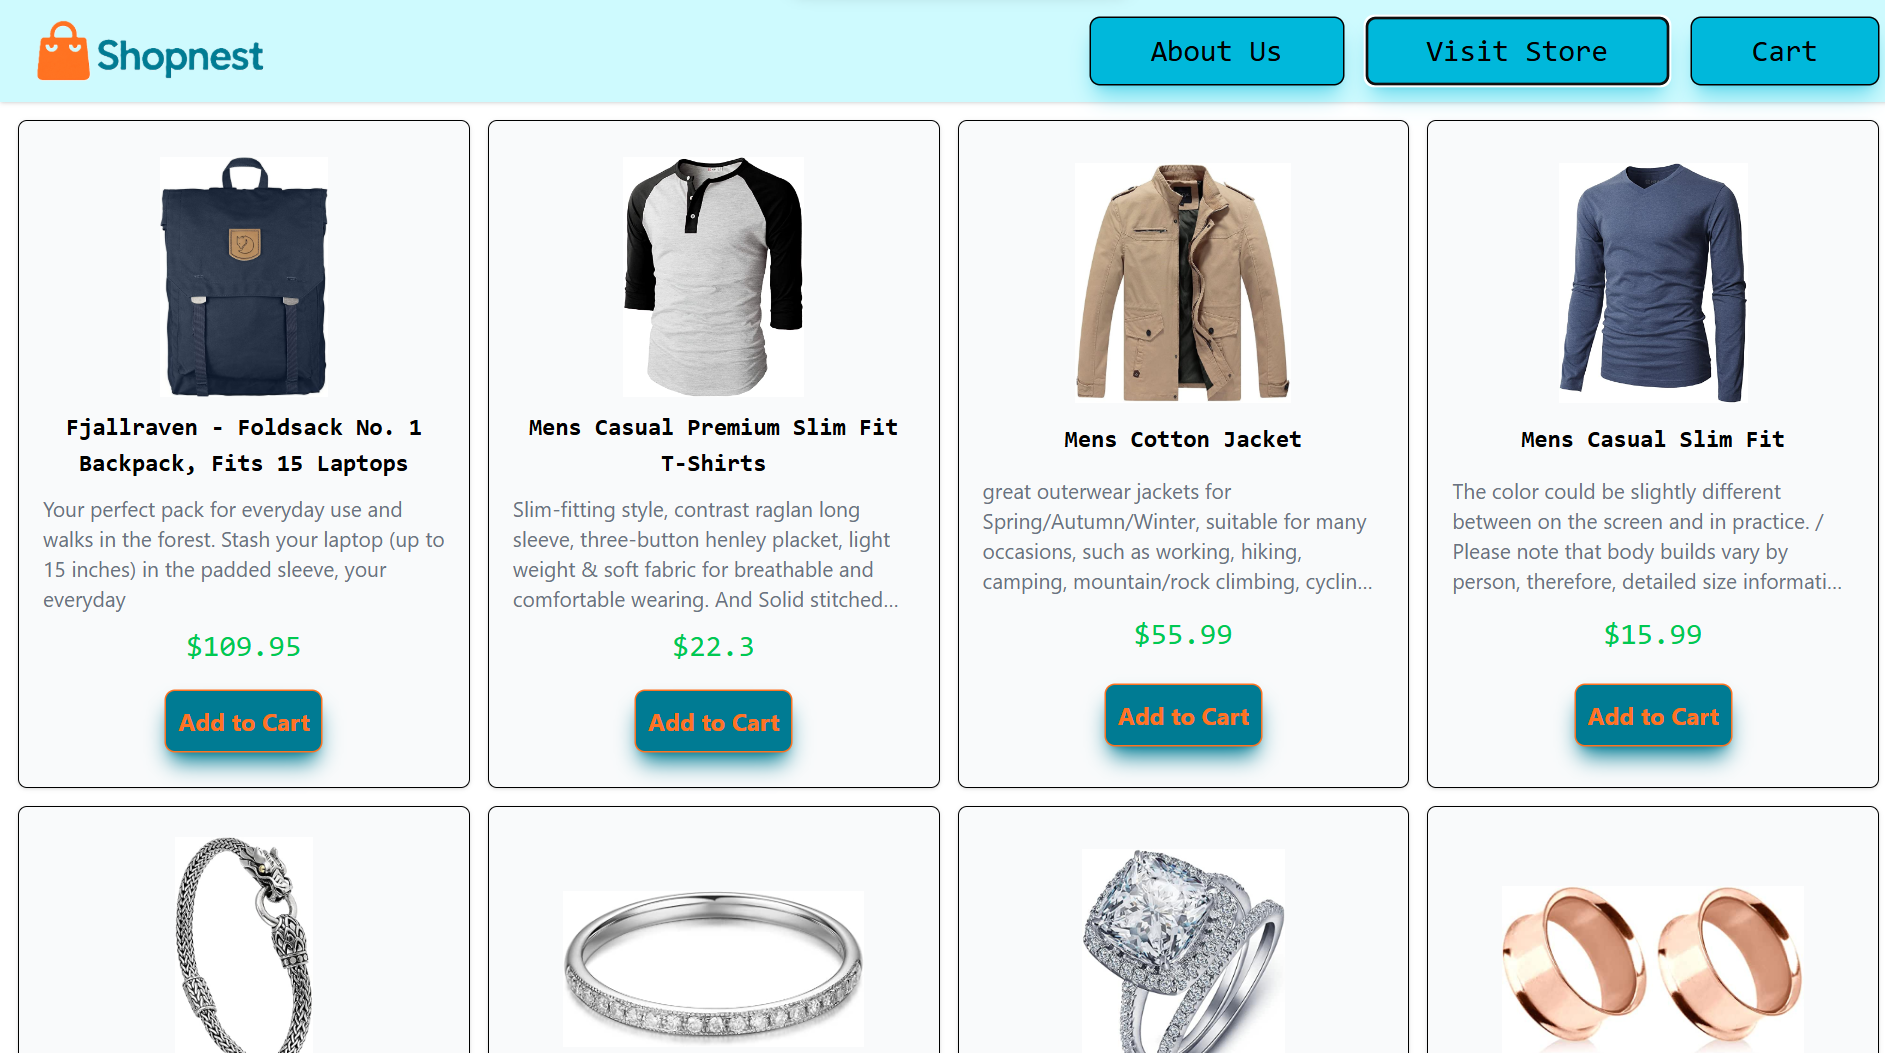 Shopnest
About Us
Visit Store
Cart
Fjallraven - Foldsack No. 1
Backpack, Fits 15 Laptops
Your perfect pack for everyday use and
walks in the forest. Stash your laptop (up to
15 inches) in the padded sleeve, your
everyday
$109.95
Add to Cart
Mens Casual Premium Slim Fit
T-Shirts
Slim-fitting style, contrast raglan long
sleeve, three-button henley placket, light
weight & soft fabric for breathable and
comfortable wearing. And Solid stitched...
$22.3
Add to Cart
Mens Cotton Jacket
great outerwear jackets for
Spring/Autumn/Winter, suitable for many
occasions, such as working, hiking,
camping, mountain/rock climbing, cyclin...
$55.99
Add to Cart
Mens Casual Slim Fit
The color could be slightly different
between on the screen and in practice. /
Please note that body builds vary by
person, therefore, detailed size informati...
$15.99
Add to Cart